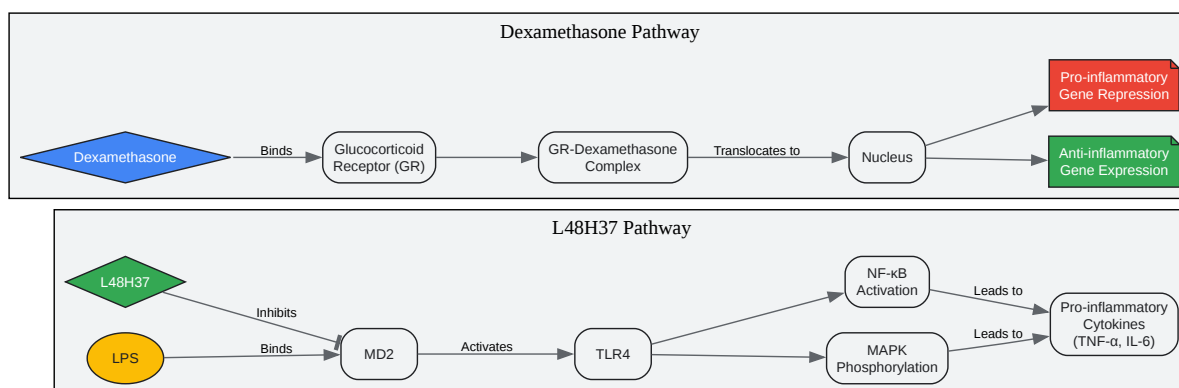 Dexamethasone Pathway
Dexamethasone
Binds
Glucocorticoid
Receptor (GR)
GR-Dexamethasone
Complex
Translocates to
Nucleus
Pro-inflammatory
Gene Repression
Anti-inflammatory
Gene Expression
L48H37 Pathway
L48H37
Inhibits
LPS
Binds
MD2
Activates
TLR4
NF-κB
Activation
Leads to
MAPK
Phosphorylation
Leads to
Pro-inflammatory
Cytokines
(TNF-α, IL-6)